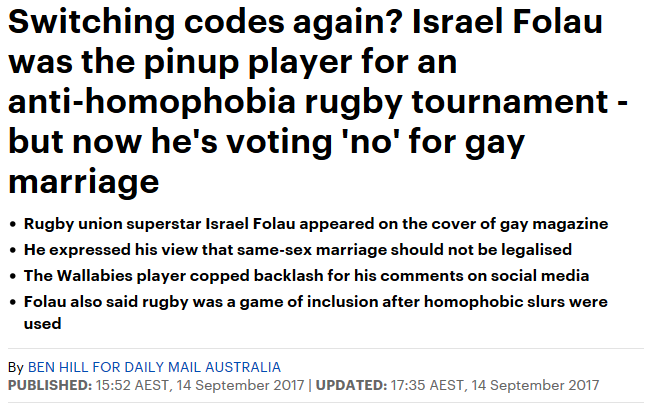 Switching codes again? Israel Folau
was the pinup player for an
anti-homophobia rugby tournament -
but now he's voting 'no' for gay
marriage
• Rugby union superstar Israel Folau appeared on the cover of gay magazine
• He expressed his view that same-sex marriage should not be legalised
• The Wallabies player copped backlash for his comments on social media
• Folau also said rugby was a game of inclusion after homophobic slurs were
used
By BEN HILL FOR DAILY MAIL AUSTRALIA
PUBLISHED: 15:52 AEST, 14 September 2017 | UPDATED: 17:35 AEST, 14 September 2017